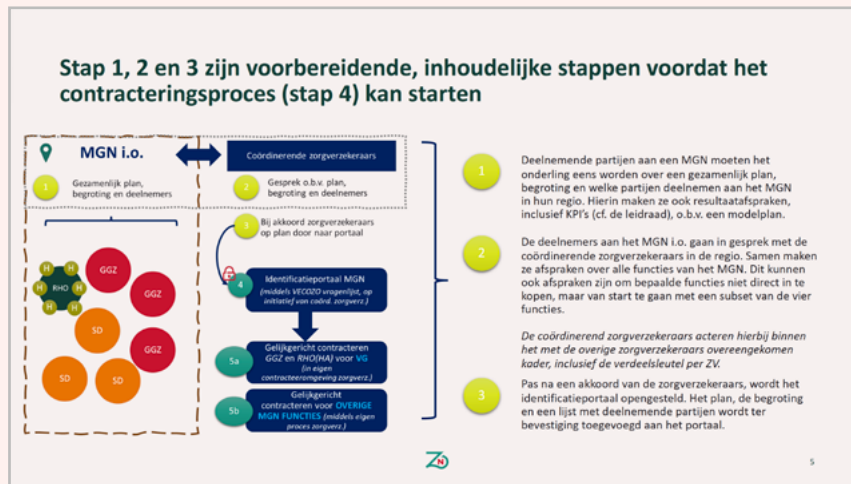 Stap 1, 2 en 3 zijn voorbereidende, inhoudelijke stappen voordat het
contracteringsproces (stap 4) kan starten
MGN i.o.
Coördinerende zorgverzekeraars
1
Gezamenlijk plan,
begroting en deelnemers
2
Gesprek o.b.v. plan,
begroting en deelnemers
3
Bij akkoord zorgverzekeraars
op plan door naar portaal
H
H
H
RHO
H
H
H
GGZ
GGZ
SD
GGZ
SD
SD
4
Identificatieportaal MGN
(middels VECOZO vragenlijst, op
initiatief van coörd. zorgverz.)
5a
Gelijkgericht contracteren
GGZ en RHO(HA) voor VG
(in eigen
contracteeromgeving zorgverz.)
5b
Gelijkgericht
contracteren voor OVERIGE
MGN FUNCTIES (middels eigen
proces zorgverz.)
1
Deelnemende partijen aan een MGN moeten het
onderling eens worden over een gezamenlijk plan,
begroting en welke partijen deelnemen aan het MGN
in hun regio. Hierin maken ze ook resultaatafspraken,
inclusief KPI's (cf. de leidraad), o.b.v. een modelplan.
2
De deelnemers aan het MGN i.o. gaan in gesprek met de
coördinerende zorgverzekeraars in de regio. Samen maken
ze afspraken over alle functies van het MGN. Dit kunnen
ook afspraken zijn om bepaalde functies niet direct in te
kopen, maar van start te gaan met een subset van de vier
functies.
De coördinerend zorgverzekeraars acteren hierbij binnen
het met de overige zorgverzekeraars overeengekomen
kader, inclusief de verdeelsleutel per ZV.
3
Pas na een akkoord van de zorgverzekeraars, wordt het
identificatieportaal opengesteld. Het plan, de begroting
en een lijst met deelnemende partijen wordt ter
bevestiging toegevoegd aan het portaal.
ZN
5